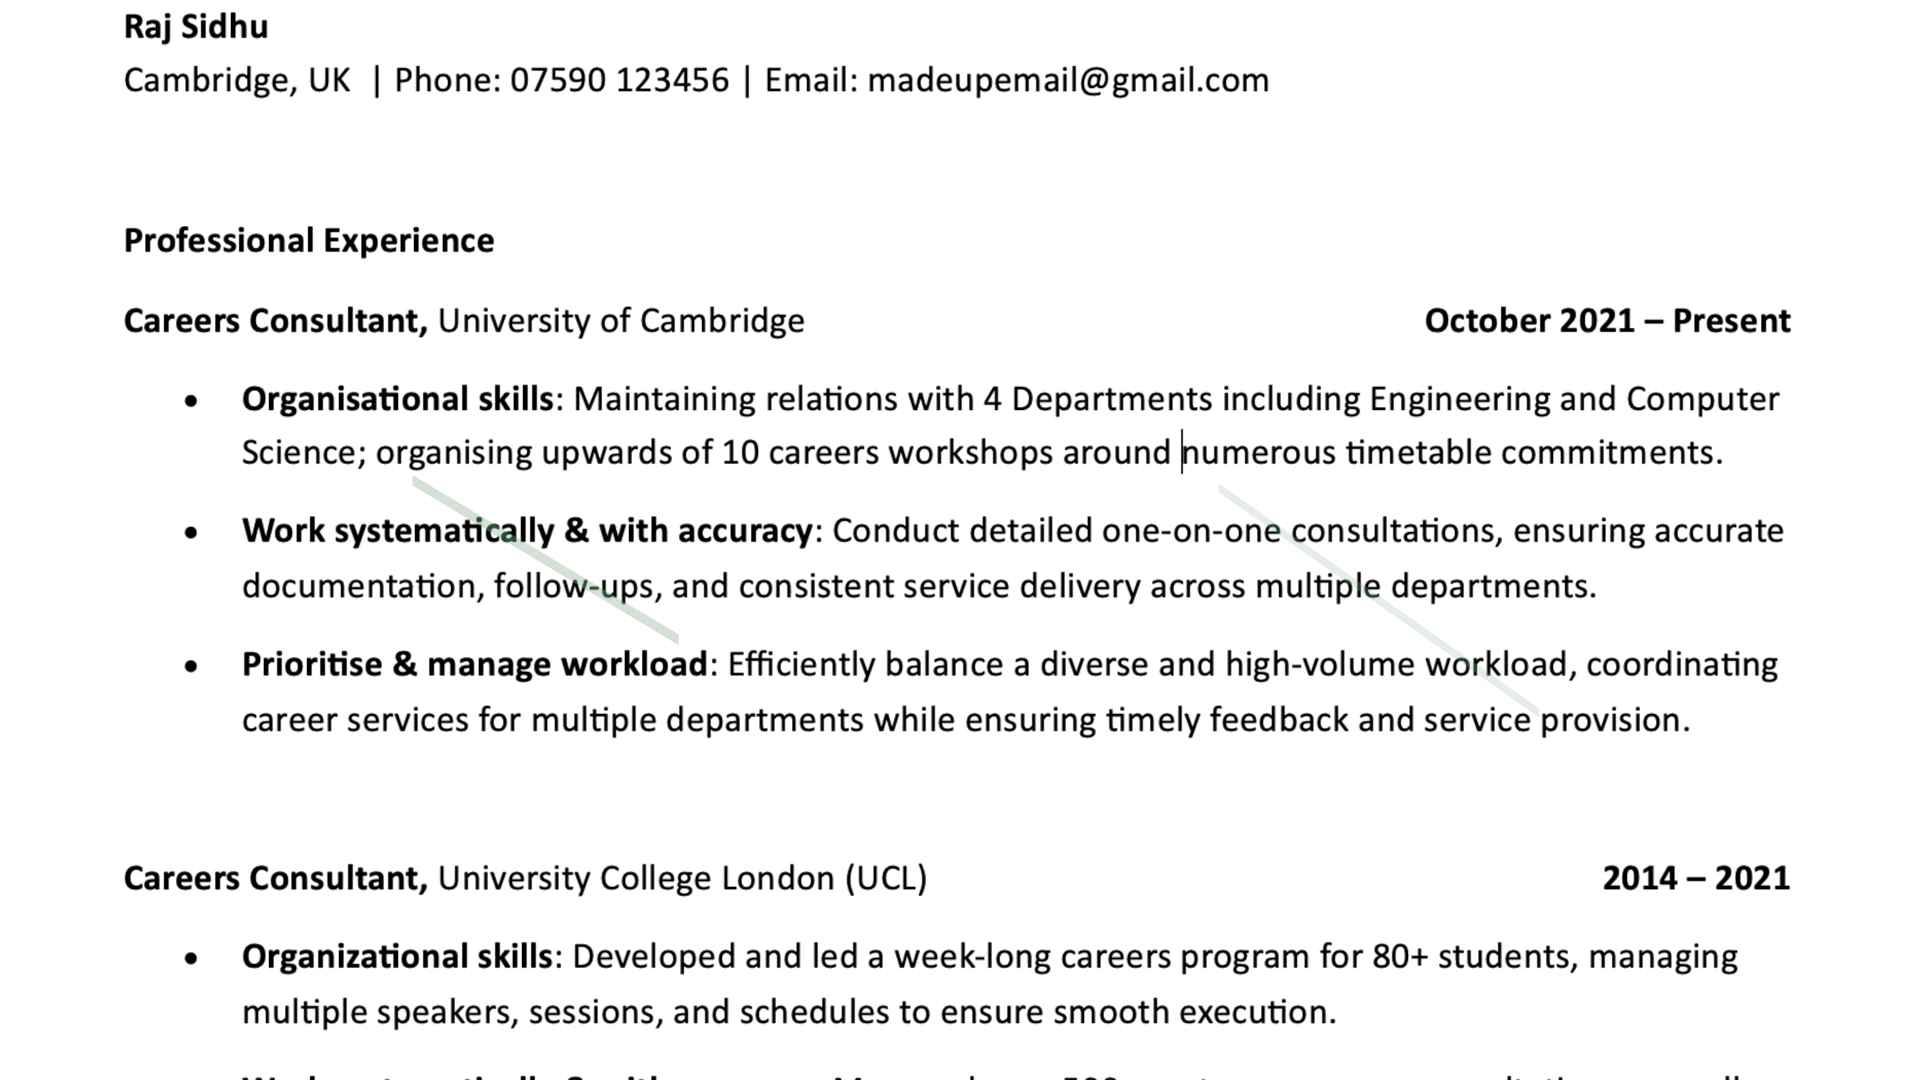 Raj Sidhu
Cambridge, UK | Phone: 07590 123456 | Email: madeupemail@gmail.com
Professional Experience
Careers Consultant, University of Cambridge October 2021 – Present
• Organisational skills: Maintaining relations with 4 Departments including Engineering and Computer
Science; organising upwards of 10 careers workshops around numerous timetable commitments.
• Work systematically & with accuracy: Conduct detailed one-on-one consultations, ensuring accurate
documentation, follow-ups, and consistent service delivery across multiple departments.
• Prioritise & manage workload: Efficiently balance a diverse and high-volume workload, coordinating
career services for multiple departments while ensuring timely feedback and service provision.
Careers Consultant, University College London (UCL) 2014 – 2021
• Organizational skills: Developed and led a week-long careers program for 80+ students, managing
multiple speakers, sessions, and schedules to ensure smooth execution.